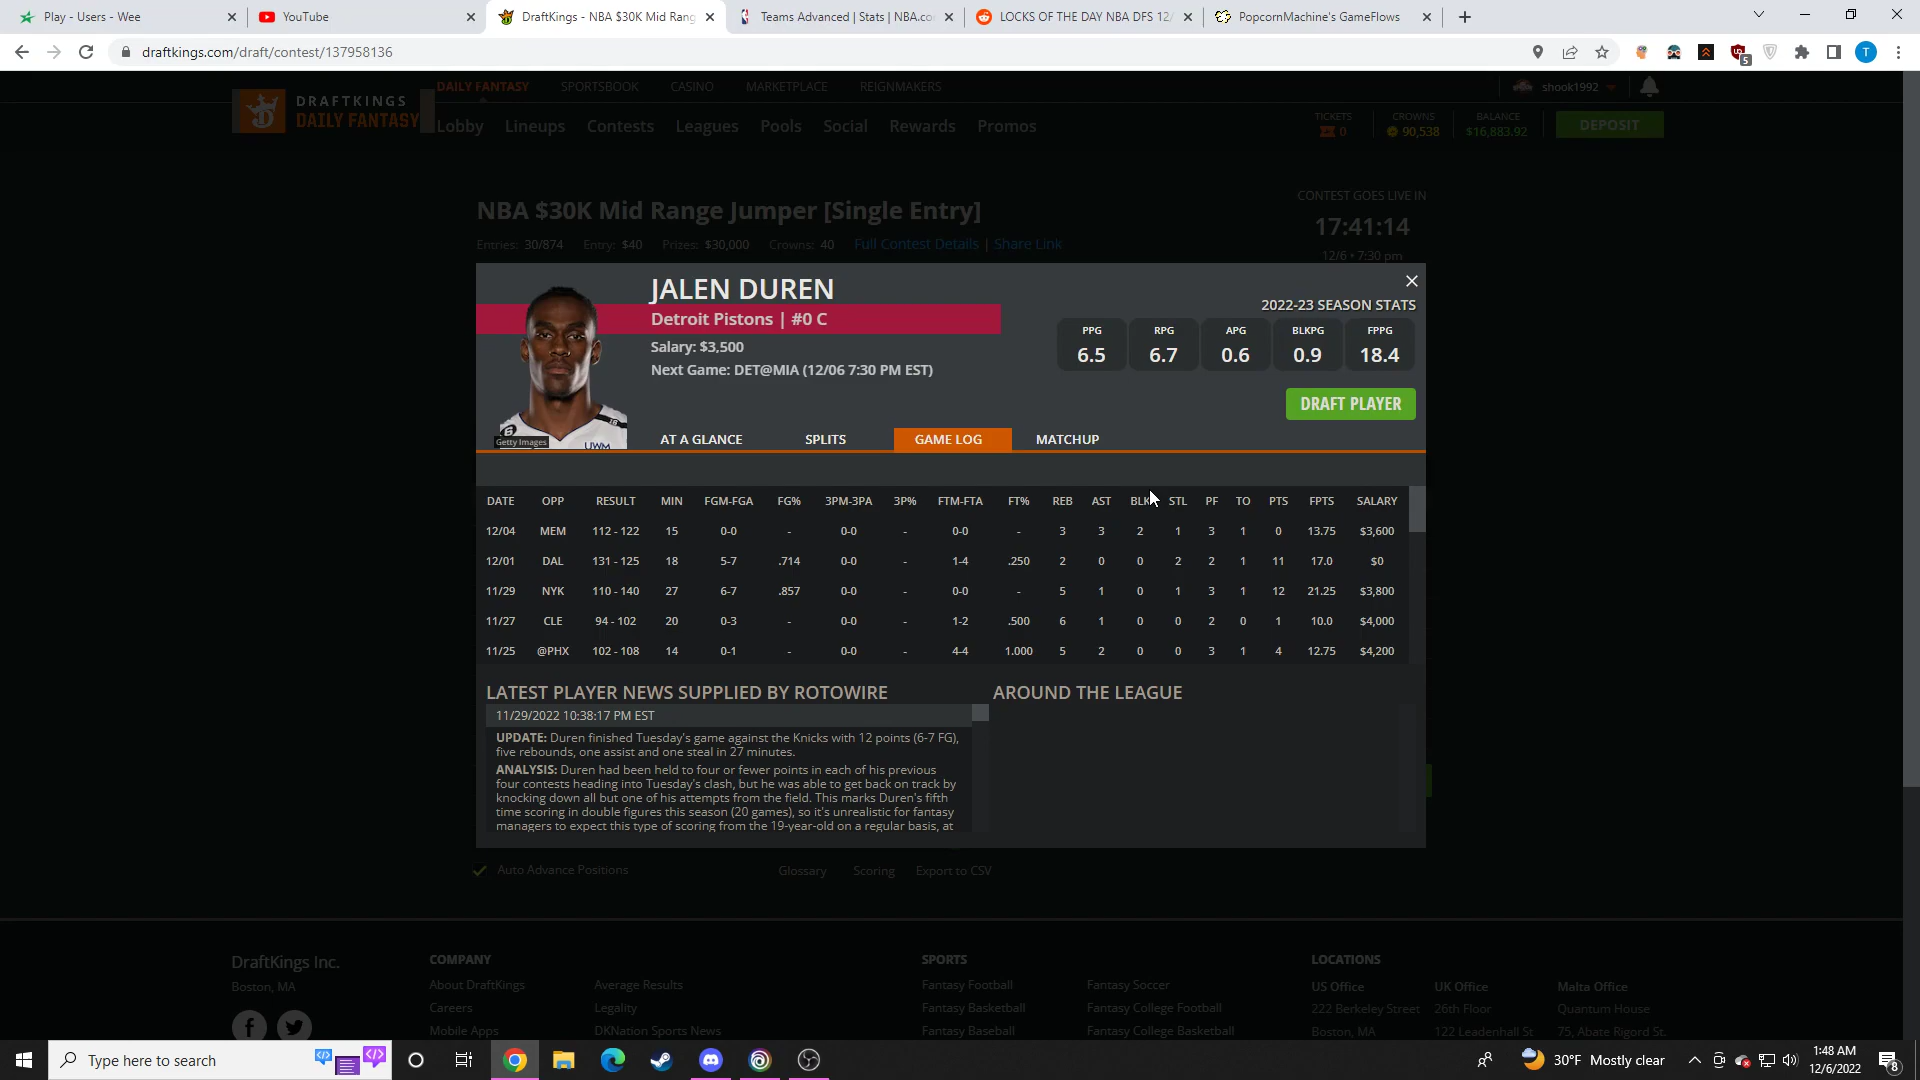 Play - Users - Wee
YouTube
DraftKings - NBA $30K Mid Rang
Teams Advanced | Stats | NBA.co
LOCKS OF THE DAY NBA DFS 12/
PopcornMachine's GameFlows
draftkings.com/draft/contest/137958136
5
T
DRAFTKINGS
DAILY FANTASY
DAILY FANTASY SPORTSBOOK CASINO MARKETPLACE REIGNMAKERS
shook1992
Lobby Lineups Contests Leagues Pools Social Rewards Promos
TICKETS
0
CROWNS
90,538
BALANCE
$16,883.92
DEPOSIT
NBA $30K Mid Range Jumper [Single Entry]
Entries: 30/874 Entry: $40 Prizes: $30,000 Crowns: 40 Full Contest Details | Share Link
CONTEST GOES LIVE IN
17:41:14
12/6 • 7:30 pm
JALEN DUREN
Detroit Pistons | #0 C
Salary: $3,500
Next Game: DET@MIA (12/06 7:30 PM EST)
Getty Images
UWM
2022-23 SEASON STATS
PPG RPG APG BLKPG FPPG
6.5 6.7 0.6 0.9 18.4
DRAFT PLAYER
AT A GLANCE SPLITS GAME LOG MATCHUP
DATE OPP RESULT MIN FGM-FGA FG% 3PM-3PA 3P% FTM-FTA FT% REB AST BLK STL PF TO PTS FPTS SALARY
12/04 MEM 112 - 122 15 0-0 - 0-0 - 0-0 - 3 3 2 1 3 1 0 13.75 $3,600
12/01 DAL 131 - 125 18 5-7 .714 0-0 - 1-4 .250 2 0 0 2 2 1 11 17.0 $0
11/29 NYK 110 - 140 27 6-7 .857 0-0 - 0-0 - 5 1 0 1 3 1 12 21.25 $3,800
11/27 CLE 94 - 102 20 0-3 - 0-0 - 1-2 .500 6 1 0 0 2 0 1 10.0 $4,000
11/25 @PHX 102 - 108 14 0-1 - 0-0 - 4-4 1.000 5 2 0 0 3 1 4 12.75 $4,200
LATEST PLAYER NEWS SUPPLIED BY ROTOWIRE
AROUND THE LEAGUE
11/29/2022 10:38:17 PM EST
UPDATE: Duren finished Tuesday's game against the Knicks with 12 points (6-7 FG),
five rebounds, one assist and one steal in 27 minutes.
ANALYSIS: Duren had been held to four or fewer points in each of his previous
four contests heading into Tuesday's clash, but he was able to get back on track by
knocking down all but one of his attempts from the field. This marks Duren's fifth
time scoring in double figures this season (20 games), so it's unrealistic for fantasy
managers to expect this type of scoring from the 19-year-old on a regular basis, at
Auto Advance Positions
Glossary Scoring Export to CSV
DraftKings Inc.
Boston, MA
COMPANY
About DraftKings
Careers
Mobile Apps
Average Results
Legality
DKNation Sports News
SPORTS
Fantasy Football
Fantasy Basketball
Fantasy Baseball
Fantasy Soccer
Fantasy College Football
Fantasy College Basketball
LOCATIONS
US Office
222 Berkeley Street
Boston, MA
UK Office
26th Floor
122 Leadenhall St
Malta Office
Quantum House
75, Abate Rigord St.
Type here to search
30°F Mostly clear
1:48 AM
12/6/2022
8